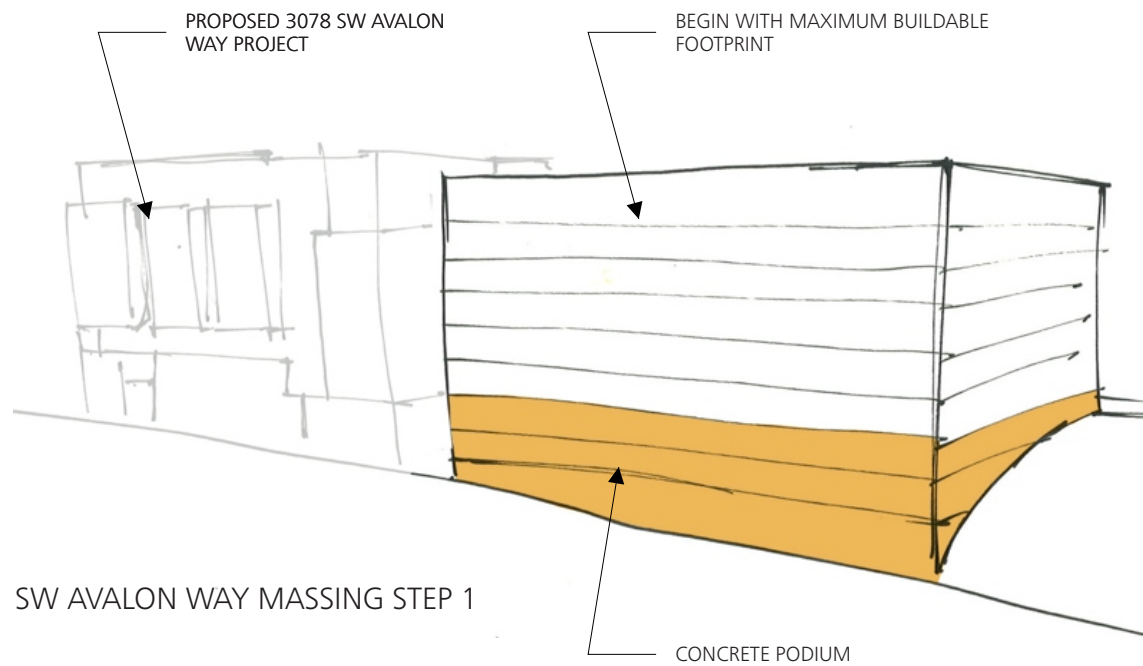 PROPOSED 3078 SW AVALON
WAY PROJECT
BEGIN WITH MAXIMUM BUILDABLE
FOOTPRINT
SW AVALON WAY MASSING STEP 1
CONCRETE PODIUM